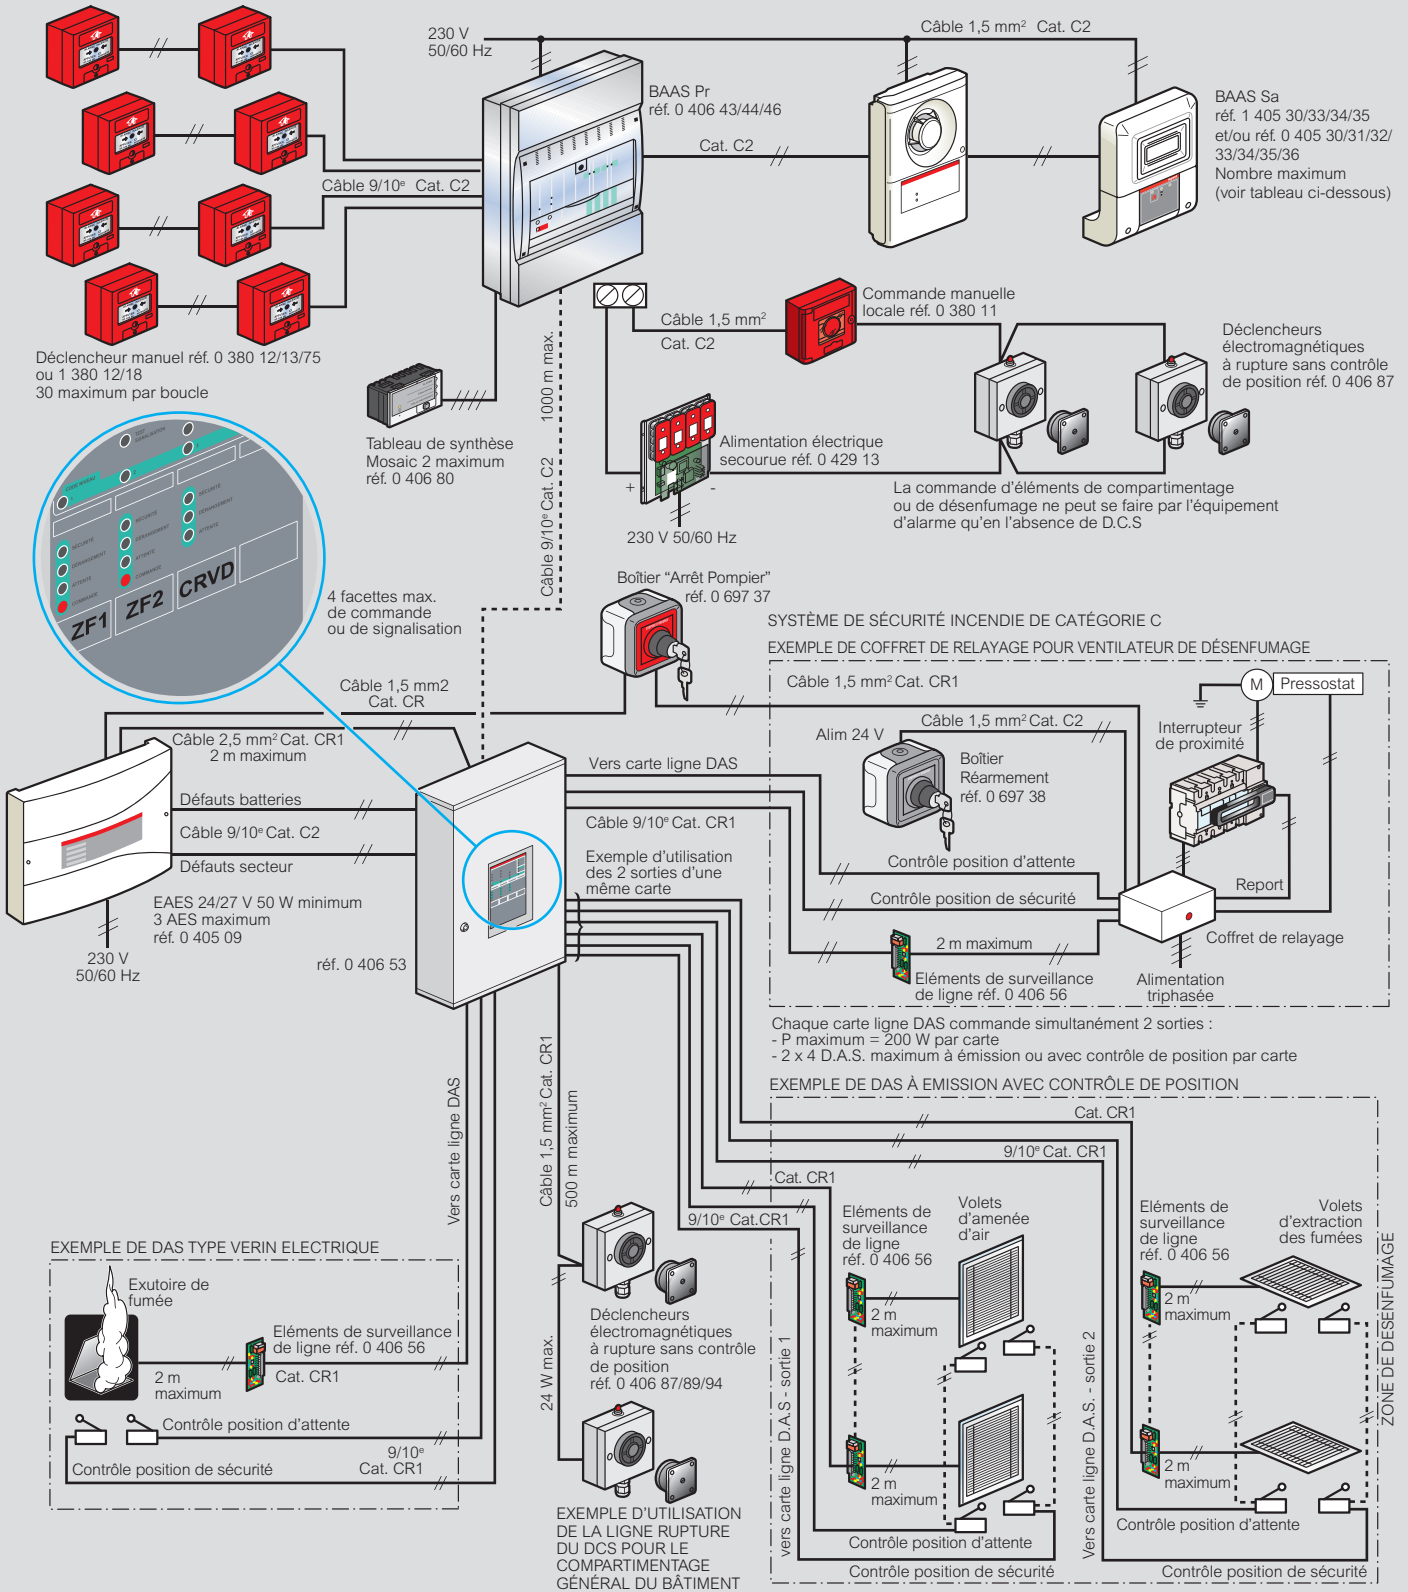 230 V
50/60 Hz
Câble 1,5 mm² Cat. C2
BAAS Pr
réf. 0 406 43/44/46
Cat. C2
BAAS Sa
réf. 1 405 30/33/34/35
et/ou réf. 0 405 30/31/32/
33/34/35/36
Nombre maximum
(voir tableau ci-dessous)
Câble 9/10e Cat. C2
Déclencheur manuel réf. 0 380 12/13/75
ou 1 380 12/18
30 maximum par boucle
Câble 1,5 mm²
Cat. C2
Commande manuelle
locale réf. 0 380 11
Déclencheurs
électromagnétiques
à rupture sans contrôle
de position réf. 0 406 87
Tableau de synthèse
Mosaic 2 maximum
réf. 0 406 80
1000 m max.
Câble 9/10e Cat. C2
Alimentation électrique
secourue réf. 0 429 13
+
-
230 V 50/60 Hz
La commande d'éléments de compartimentage
ou de désenfumage ne peut se faire par l'équipement
d'alarme qu'en l'absence de D.C.S
1
2
3
SÉCURITÉ
DÉRANGEMENT
ATTENTE
COMMANDE
SÉCURITÉ
DÉRANGEMENT
ATTENTE
COMMANDE
SÉCURITÉ
DÉRANGEMENT
ATTENTE
ZF1
ZF2
CRVD
4 facettes max.
de commande
ou de signalisation
Boîtier “Arrêt Pompier”
réf. 0 697 37
SYSTÈME DE SÉCURITÉ INCENDIE DE CATÉGORIE C
EXEMPLE DE COFFRET DE RELAYAGE POUR VENTILATEUR DE DÉSENFUMAGE
Câble 1,5 mm² Cat. CR1
M
Pressostat
Câble 1,5 mm2
Cat. CR
Câble 2,5 mm² Cat. CR1
2 m maximum
Câble 1,5 mm² Cat. C2
Alim 24 V
Interrupteur
de proximité
Boîtier
Réarmement
réf. 0 697 38
Vers carte ligne DAS
Câble 9/10e Cat. CR1
Défauts batteries
Câble 9/10e Cat. C2
Défauts secteur
Exemple d'utilisation
des 2 sorties d'une
même carte
Contrôle position d'attente
Contrôle position de sécurité
Report
2 m maximum
Coffret de relayage
Eléments de surveillance
de ligne réf. 0 406 56
Alimentation
triphasée
EAES 24/27 V 50 W minimum
3 AES maximum
réf. 0 405 09
230 V
50/60 Hz
réf. 0 406 53
Chaque carte ligne DAS commande simultanément 2 sorties :
- P maximum = 200 W par carte
- 2 x 4 D.A.S. maximum à émission ou avec contrôle de position par carte
EXEMPLE DE DAS À EMISSION AVEC CONTRÔLE DE POSITION
Cat. CR1
9/10e Cat. CR1
Cat. CR1
9/10e Cat.CR1
Vers carte ligne DAS
Câble 1,5 mm² Cat. CR1
500 m maximum
Eléments de
surveillance
de ligne
réf. 0 406 56
Volets
d'amenée
d'air
Eléments de
surveillance
de ligne
réf. 0 406 56
Volets
d'extraction
des fumées
2 m
maximum
2 m
maximum
2 m
maximum
2 m
maximum
vers carte ligne D.A.S - sortie 1
Vers carte ligne D.A.S. - sortie 2
ZONE DE DESENFUMAGE
Contrôle position d'attente
Contrôle position de sécurité
Contrôle position d'attente
Contrôle position de sécurité
EXEMPLE DE DAS TYPE VERIN ELECTRIQUE
Exutoire de
fumée
Eléments de surveillance
de ligne réf. 0 406 56
2 m
maximum
Cat. CR1
Contrôle position d'attente
9/10e
Cat. CR1
Contrôle position de sécurité
24 W max.
Déclencheurs
électromagnétiques
à rupture sans contrôle
de position
réf. 0 406 87/89/94
EXEMPLE D'UTILISATION
DE LA LIGNE RUPTURE
DU DCS POUR LE
COMPARTIMENTAGE
GÉNÉRAL DU BÂTIMENT